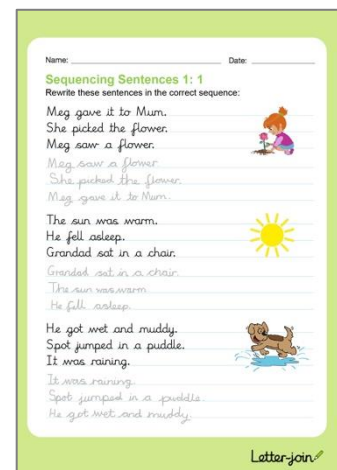 Name: Date:
Sequencing Sentences 1: 1
Rewrite these sentences in the correct sequence:
Meg gave it to Mum.
She picked the flower.
Meg saw a flower.
Meg saw a flower
She picked the flower.
Meg gave it to Mum.
The sun was warm.
He fell asleep.
Grandad sat in a chair.
Grandad sat in a chair.
The sun was warm.
He fell asleep.
He got wet and muddy.
Spot jumped in a puddle.
It was raining.
It was raining.
Spot jumped in a puddle.
He got wet and muddy.
Letter-join